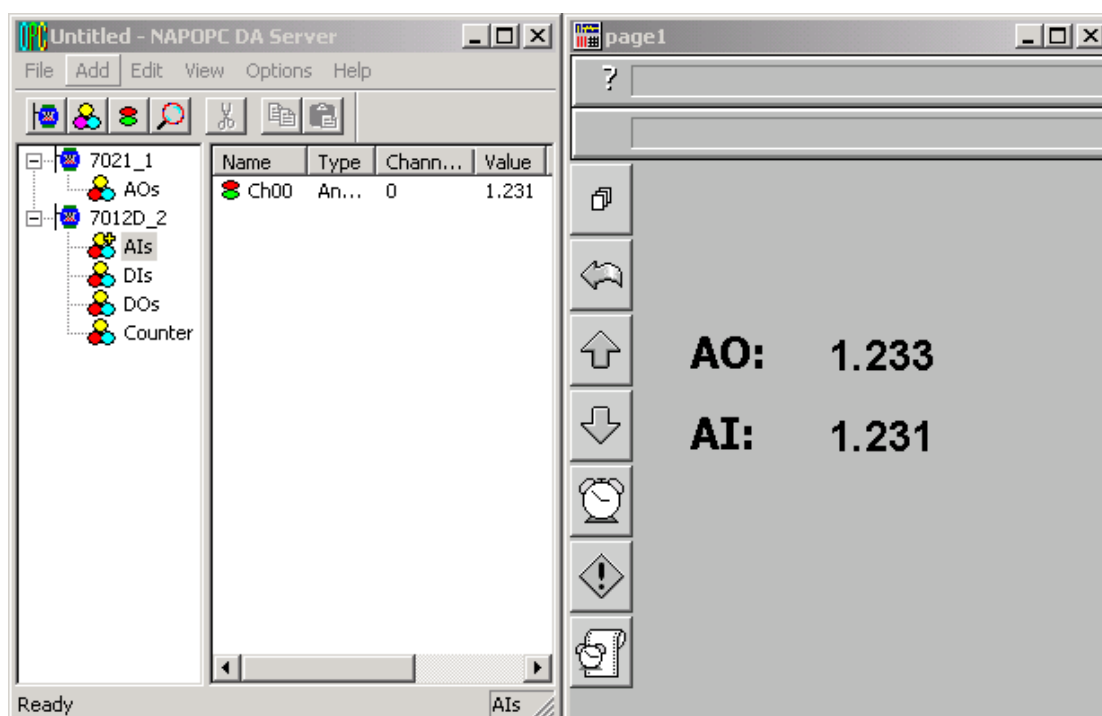 Untitled - NAPOPC DA Server
File Add Edit View Options Help
7021_1
AOs
7012D_2
AIs
DIs
DOs
Counter
Name Type Chann... Value
Ch00 An... 0 1.231
Ready AIs
page1
?
AO: 1.233
AI: 1.231